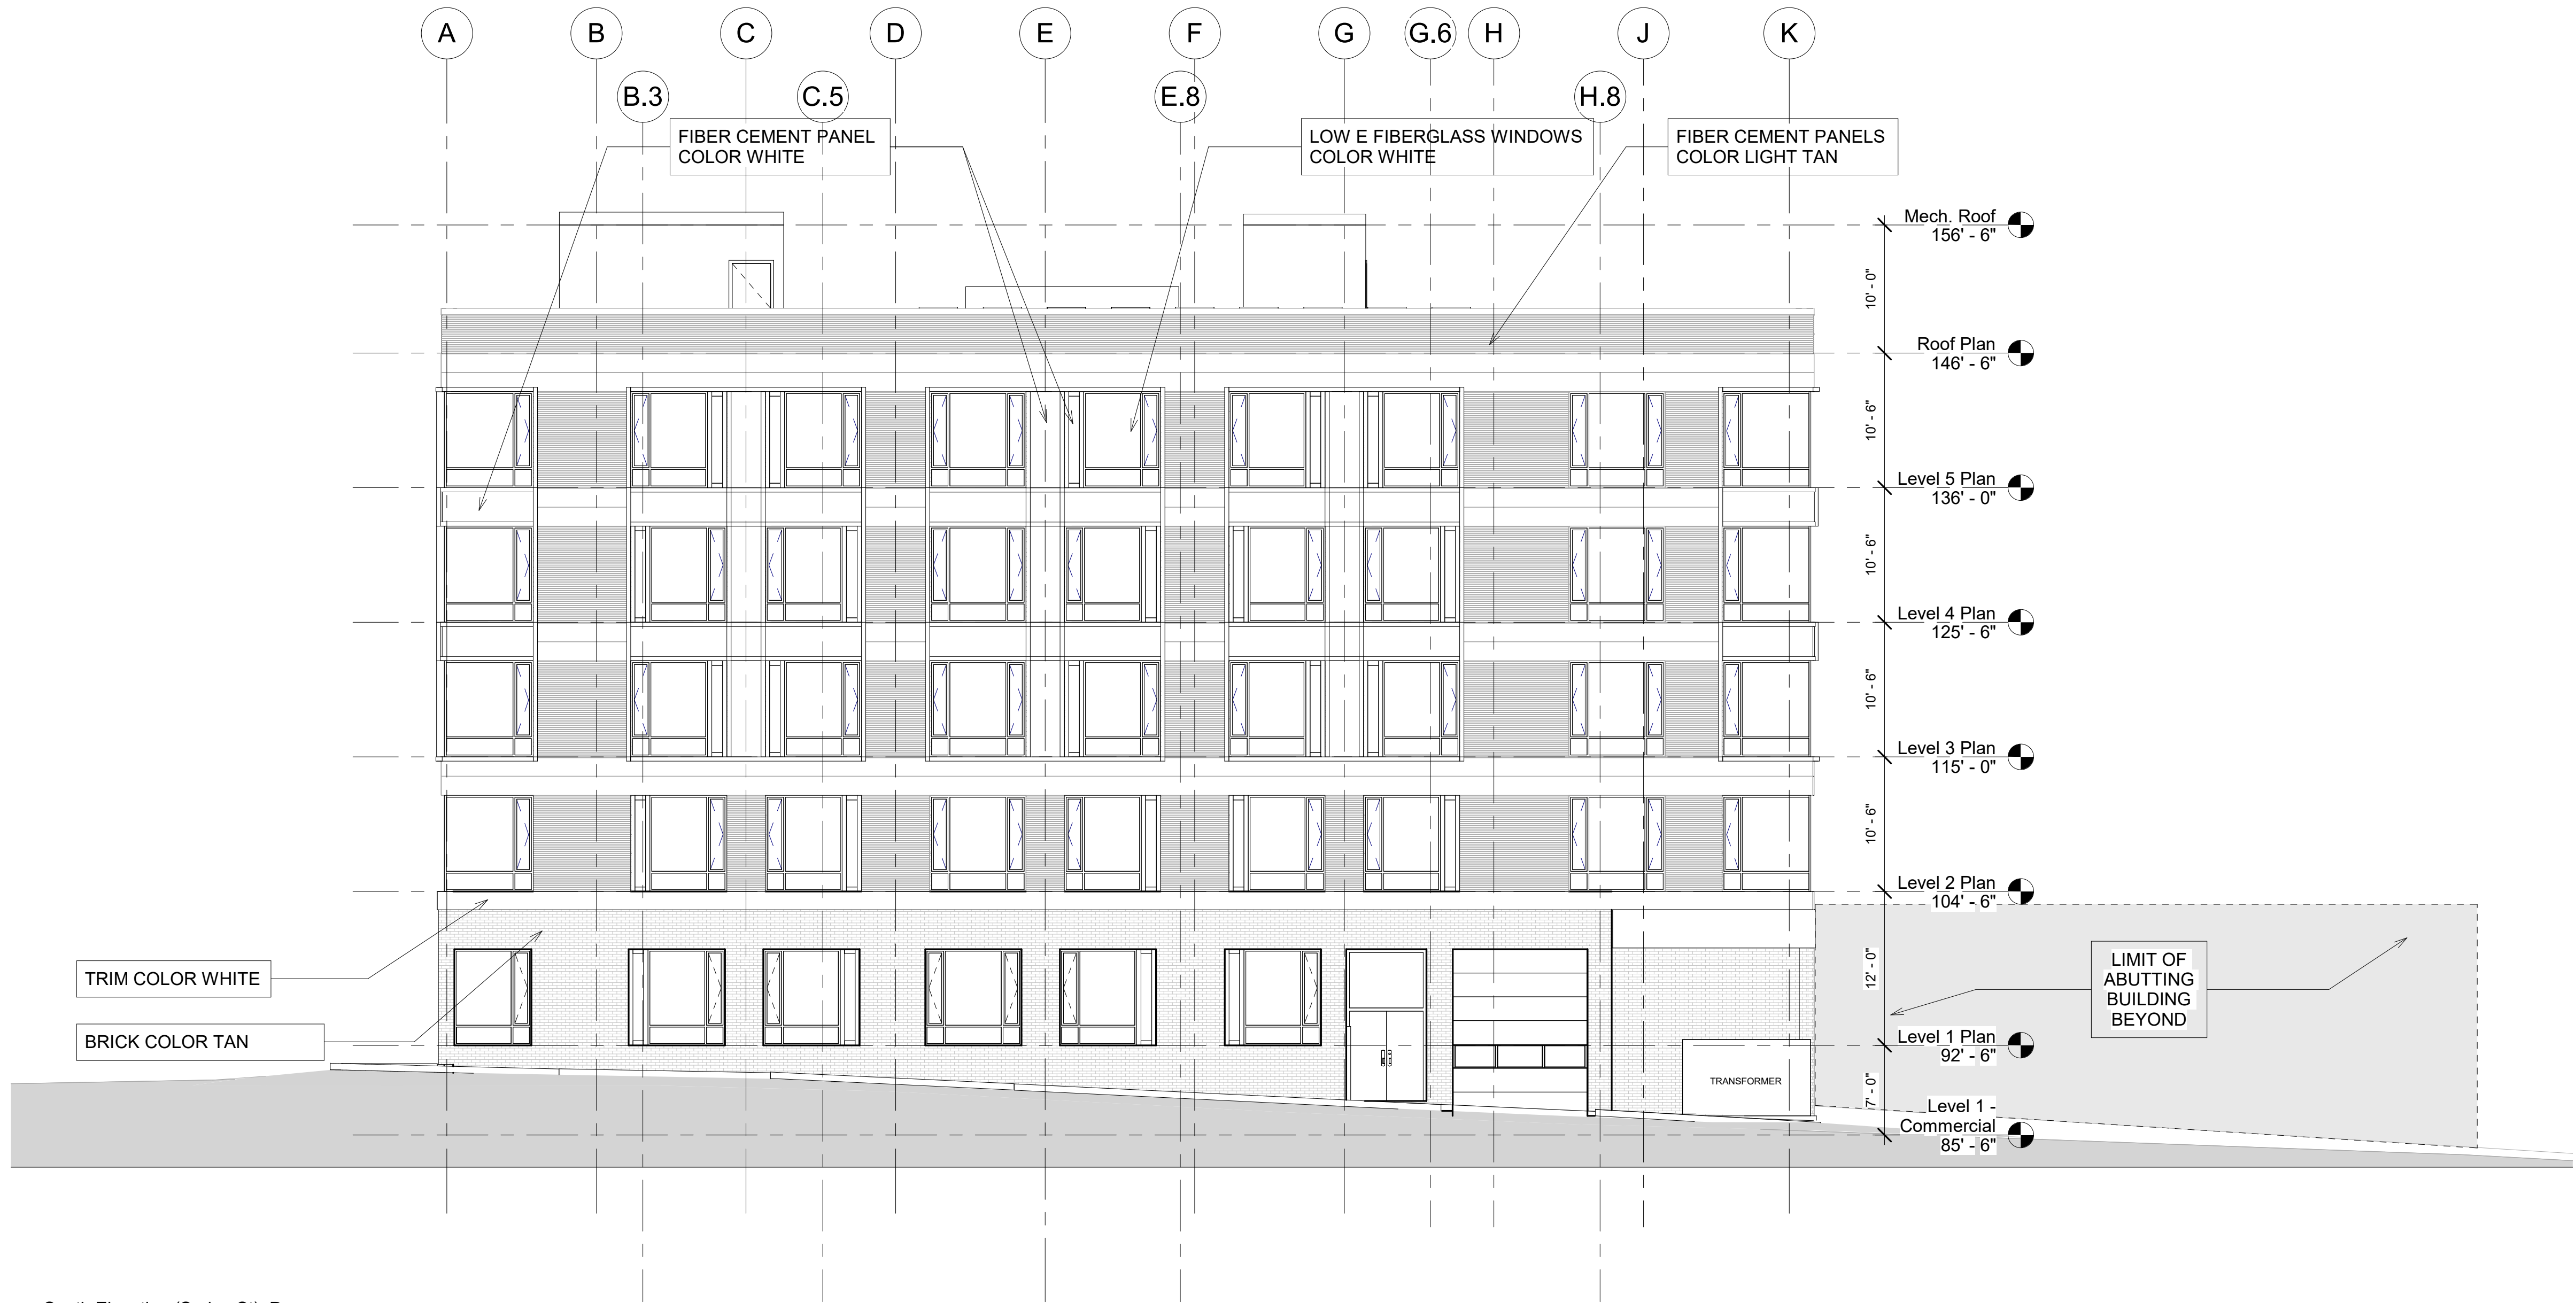 A
B
C
D
E
F
G
G.6
H
J
K
B.3
C.5
E.8
H.8
FIBER CEMENT PANEL
COLOR WHITE
LOW E FIBERGLASS WINDOWS
COLOR WHITE
FIBER CEMENT PANELS
COLOR LIGHT TAN
Mech. Roof
156' - 6"
10' - 0"
Roof Plan
146' - 6"
10' - 6"
Level 5 Plan
136' - 0"
10' - 6"
Level 4 Plan
125' - 6"
10' - 6"
Level 3 Plan
115' - 0"
10' - 6"
Level 2 Plan
104' - 6"
12' - 0"
TRIM COLOR WHITE
BRICK COLOR TAN
LIMIT OF
ABUTTING
BUILDING
BEYOND
Level 1 Plan
92' - 6"
7' - 0"
TRANSFORMER
Level 1 -
Commercial
85' - 6"